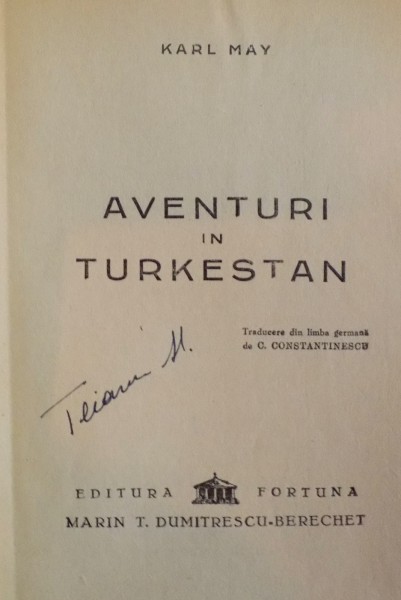 KARL MAY
AVENTURI
IN
TURKESTAN
Traducere din limba germană
de C. CONSTANTINESCU
EDITURA FORTUNA
MARIN T. DUMITRESCU-BERECHET